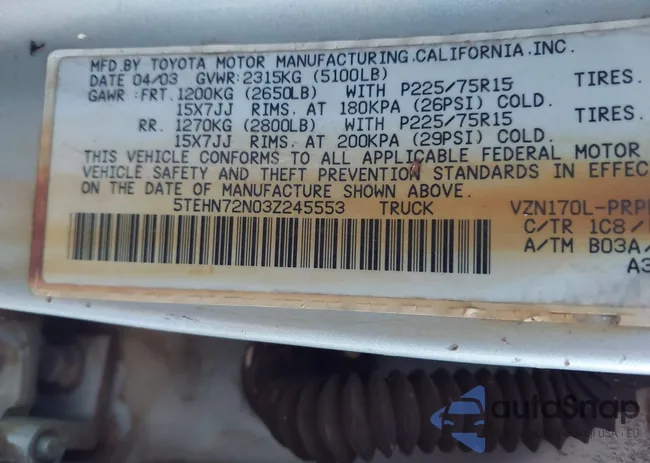 MFD.BY TOYOTA MOTOR MANUFACTURING.CALIFORNIA.INC.
DATE 04/03 GVWR:2315KG (5100LB)
GAWR:FRT.1200KG (2650LB) WITH P225/75R15 TIRES.
15X7JJ RIMS. AT 180KPA (26PSI) COLD.
RR. 1270KG (2800LB) WITH P225/75R15 TIRES.
15X7JJ RIMS. AT 200KPA (29PSI) COLD.
THIS VEHICLE CONFORMS TO ALL APPLICABLE FEDERAL MOTOR
VEHICLE SAFETY AND THEFT PREVENTION STANDARDS IN EFFEC
ON THE DATE OF MANUFACTURE SHOWN ABOVE.
5TEHN72N03Z245553 TRUCK VZN170L-PRP
C/TR 1C8/
A/TM B03A/
A3
autoSnap
USA - EU